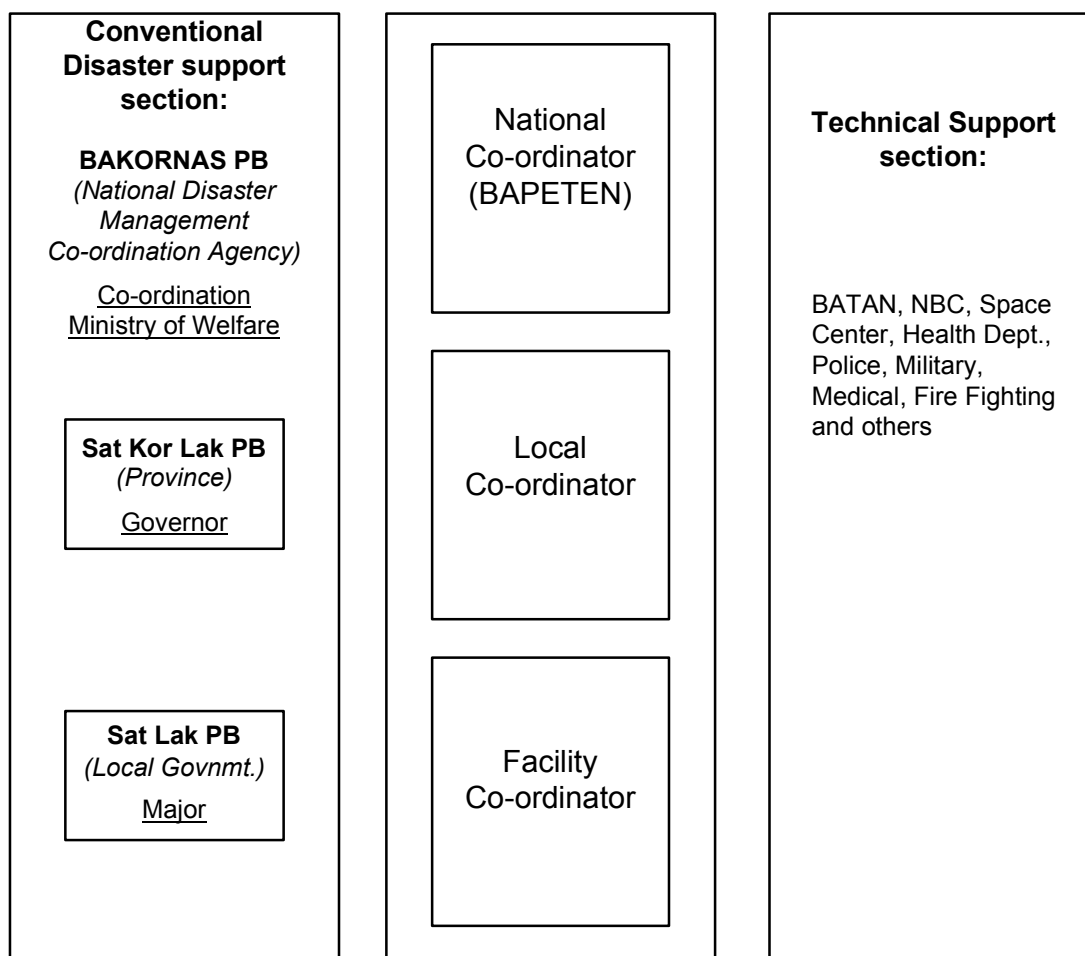 Conventional
Disaster support
section:
BAKORNAS PB
(National Disaster
Management
Co-ordination Agency)
Co-ordination
Ministry of Welfare
Sat Kor Lak PB
(Province)
Governor
Sat Lak PB
(Local Govnmt.)
Major
National
Co-ordinator
(BAPETEN)
Local
Co-ordinator
Facility
Co-ordinator
Technical Support
section:
BATAN, NBC, Space
Center, Health Dept.,
Police, Military,
Medical, Fire Fighting
and others